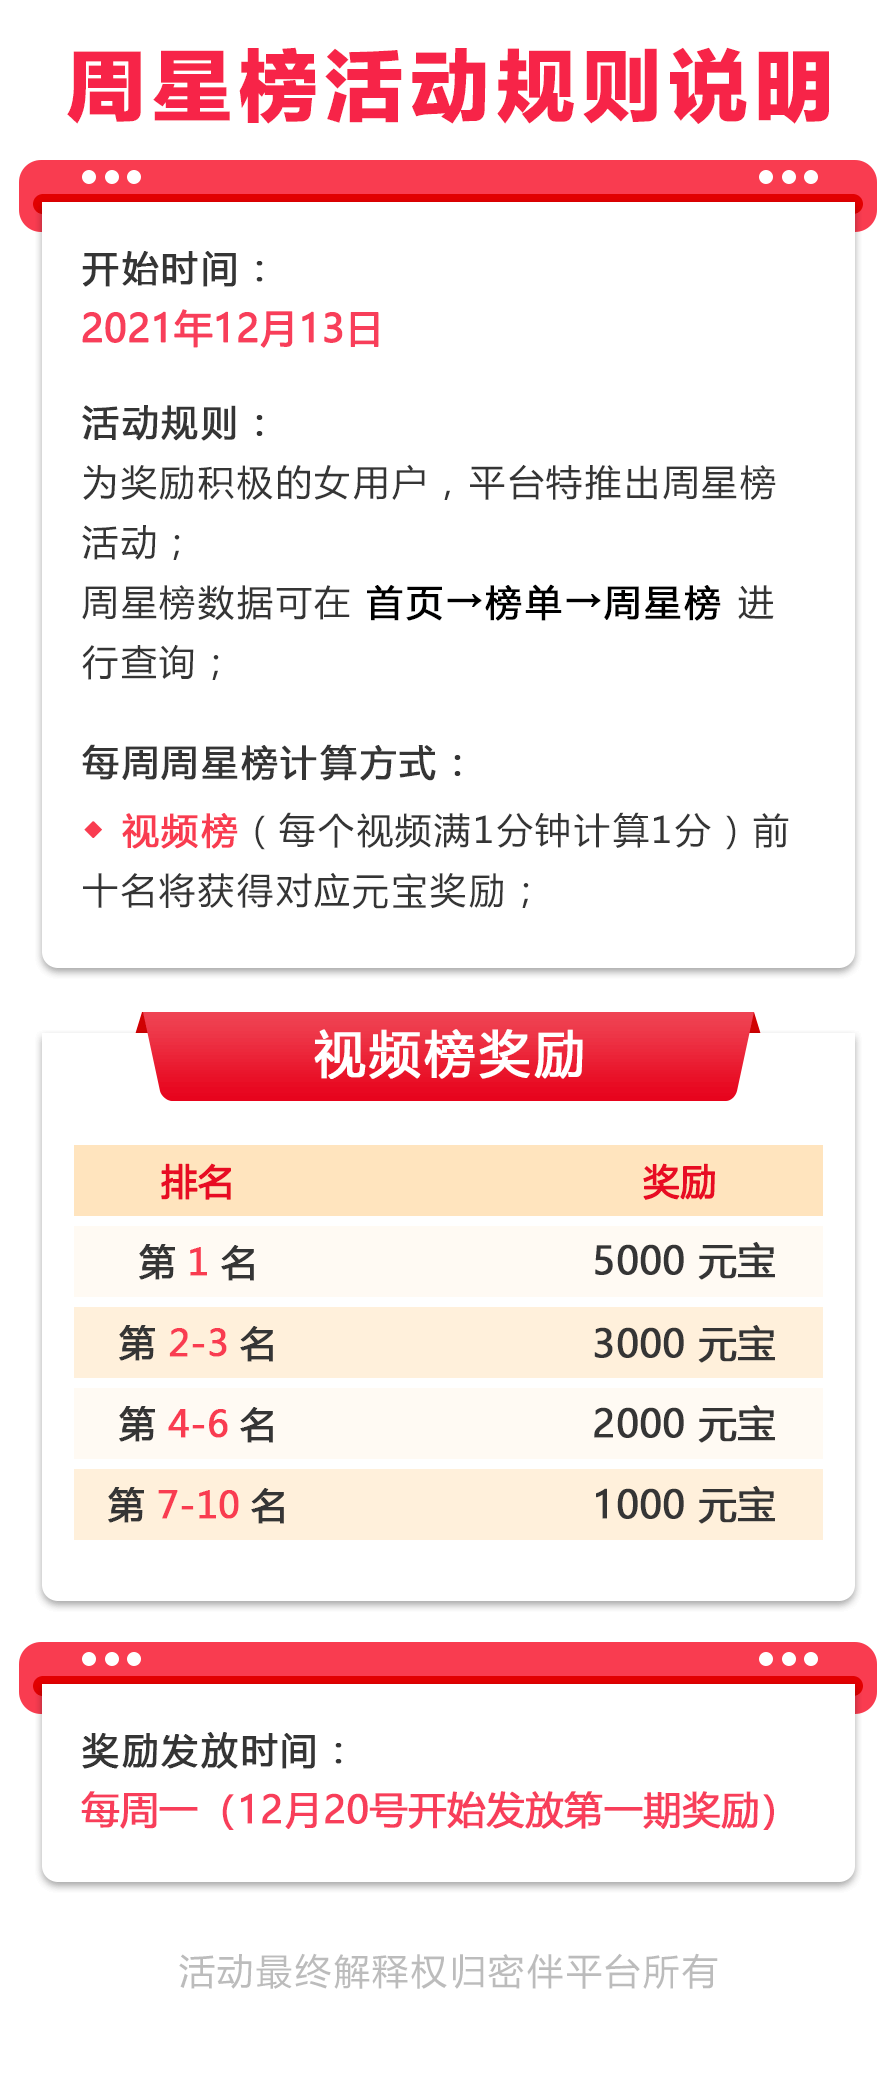 周星榜活动规则说明
开始时间：
2021年12月13日
活动规则：
为奖励积极的女用户，平台特推出周星榜
活动；
周星榜数据可在 首页→榜单→周星榜 进
行查询；
每周周星榜计算方式：
◆ 视频榜（每个视频满1分钟计算1分）前
十名将获得对应元宝奖励；
视频榜奖励
排名 奖励
第 1 名 5000 元宝
第 2-3 名 3000 元宝
第 4-6 名 2000 元宝
第 7-10 名 1000 元宝
奖励发放时间：
每周一（12月20号开始发放第一期奖励）
活动最终解释权归密伴平台所有